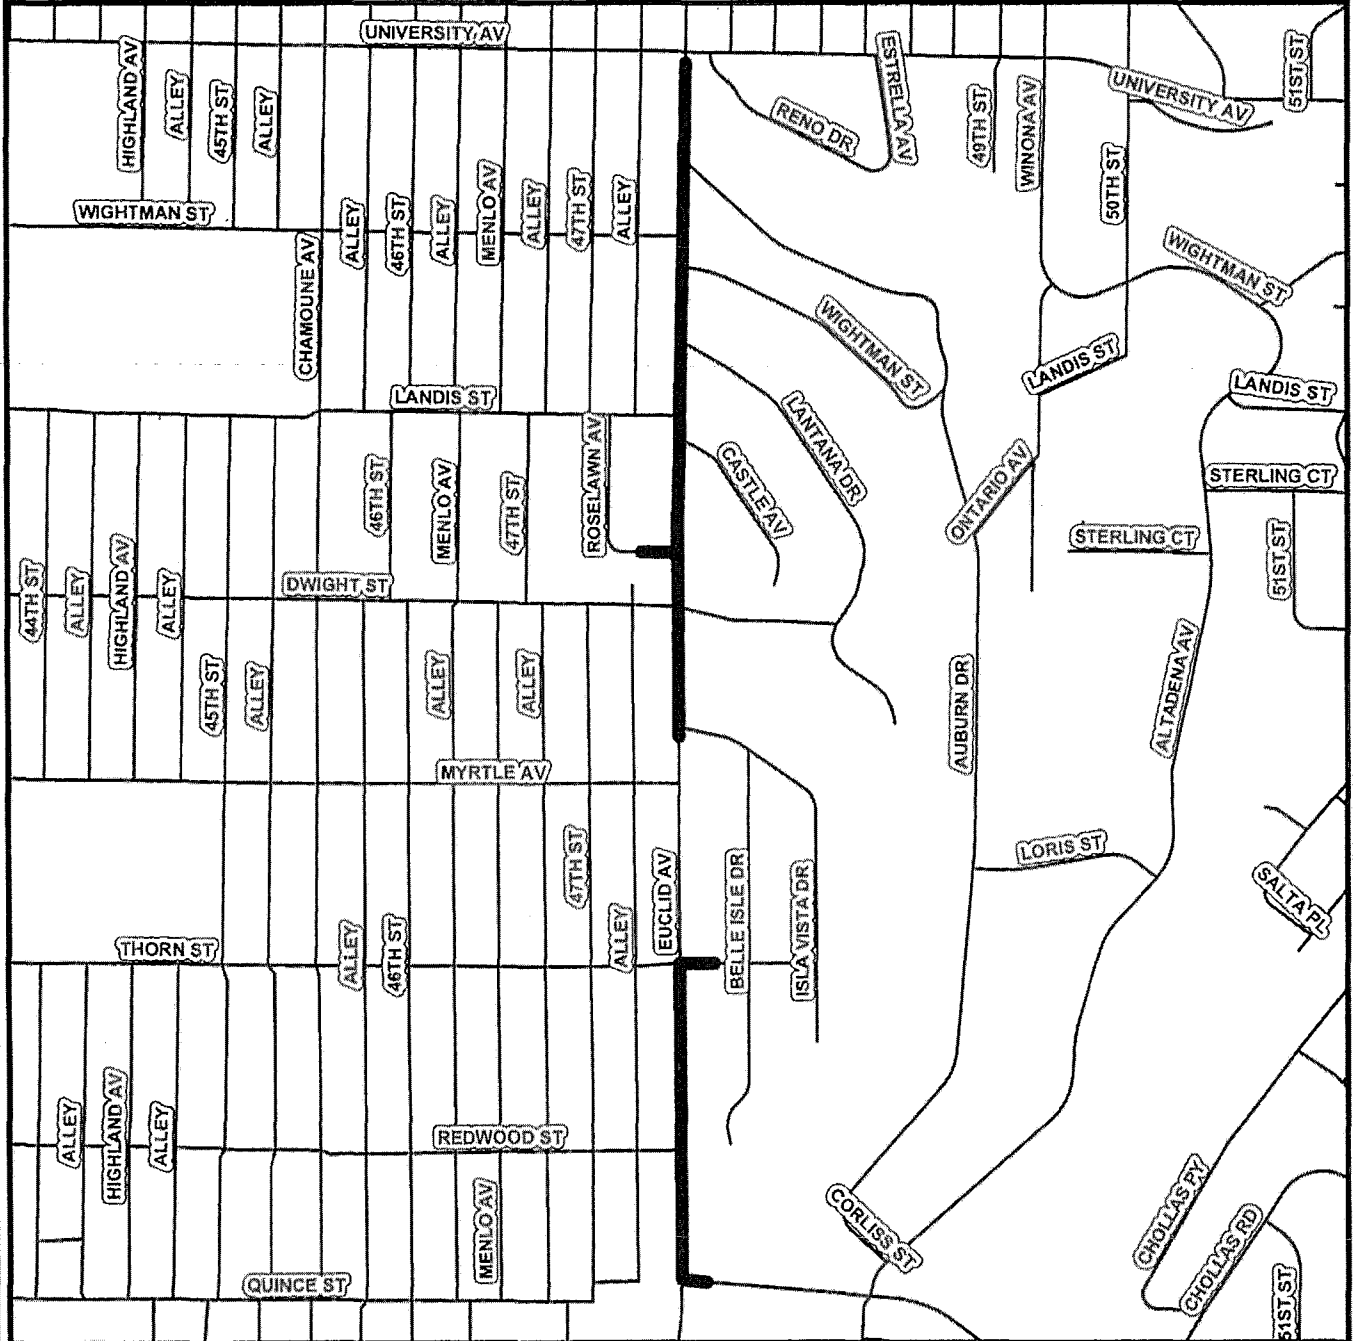 UNIVERSITY AV
HIGHLAND AV
ALLEY
45TH ST
ALLEY
RENO DR
ESTRELLA AV
49TH ST
WINONA AV
UNIVERSITY AV
51ST ST
50TH ST
WIGHTMAN ST
CHAMOUNE AV
ALLEY
46TH ST
ALLEY
MENLO AV
ALLEY
47TH ST
ALLEY
WIGHTMAN ST
WIGHTMAN ST
LANDIS ST
LANDIS ST
LANDIS ST
LANTANA DR
CASTLE AV
46TH ST
MENLO AV
47TH ST
ROSELAWN AV
ONTARIO AV
STERLING CT
STERLING CT
51ST ST
44TH ST
ALLEY
HIGHLAND AV
ALLEY
DWIGHT ST
45TH ST
ALLEY
ALLEY
ALLEY
AUBURN DR
ALTADENA AV
MYRTLE AV
47TH ST
ALLEY
EUCLID AV
BELLE ISLE DR
ISLA VISTA DR
LORIS ST
SALTA PL
THORN ST
ALLEY
46TH ST
ALLEY
HIGHLAND AV
ALLEY
REDWOOD ST
MENLO AV
CORLISS ST
CHOLLAS PY
CHOLLAS RD
51ST ST
QUINCE ST